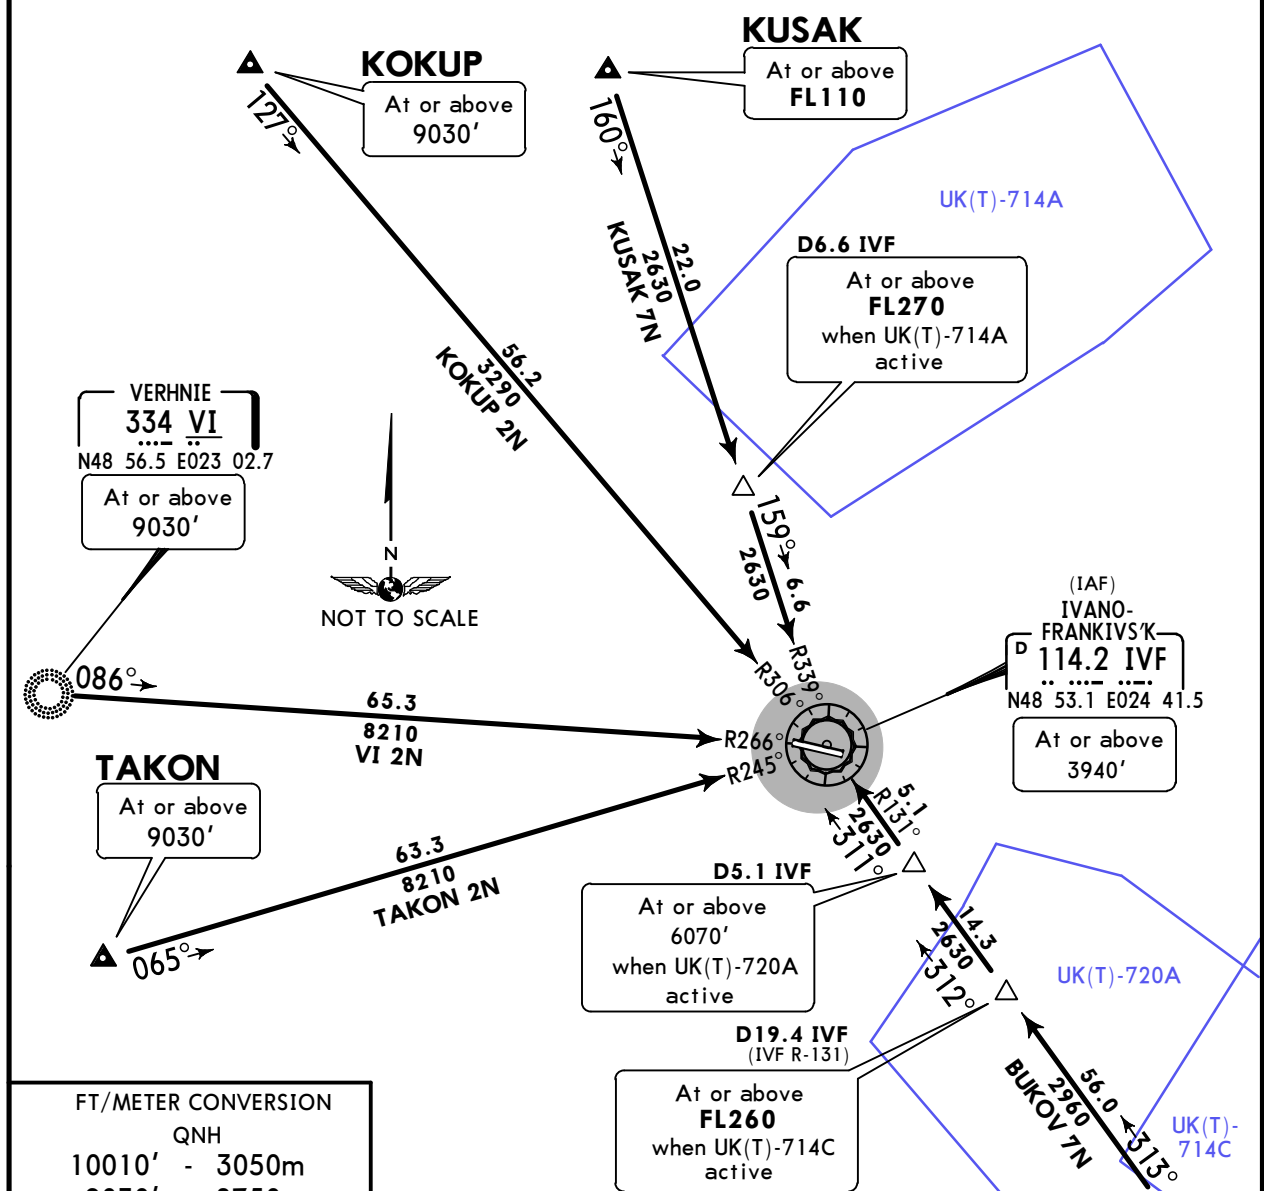 KUSAK
At or above
FL110
KOKUP
At or above
9030'
127°
160°
UK(T)-714A
22.0
2630
KUSAK 7N
D6.6 IVF
At or above
FL270
when UK(T)-714A
active
56.2
3290
KOKUP 2N
VERHNIE
334 VI
N48 56.5 E023 02.7
At or above
9030'
N
NOT TO SCALE
159°
6.6
2630
R339°
R306°
(IAF)
IVANO-
FRANKIVS'K
D 114.2 IVF
N48 53.1 E024 41.5
At or above
3940'
086°
65.3
8210
VI 2N
R266°
R245°
TAKON
At or above
9030'
065°
63.3
8210
TAKON 2N
5.1
R131°
2630
311°
D5.1 IVF
At or above
6070'
when UK(T)-720A
active
14.3
2630
312°
UK(T)-720A
D19.4 IVF
(IVF R-131)
At or above
FL260
when UK(T)-714C
active
56.0
2960
BUKOV 7N
313°
UK(T)-
714C
FT/METER CONVERSION
QNH
10010' - 3050m